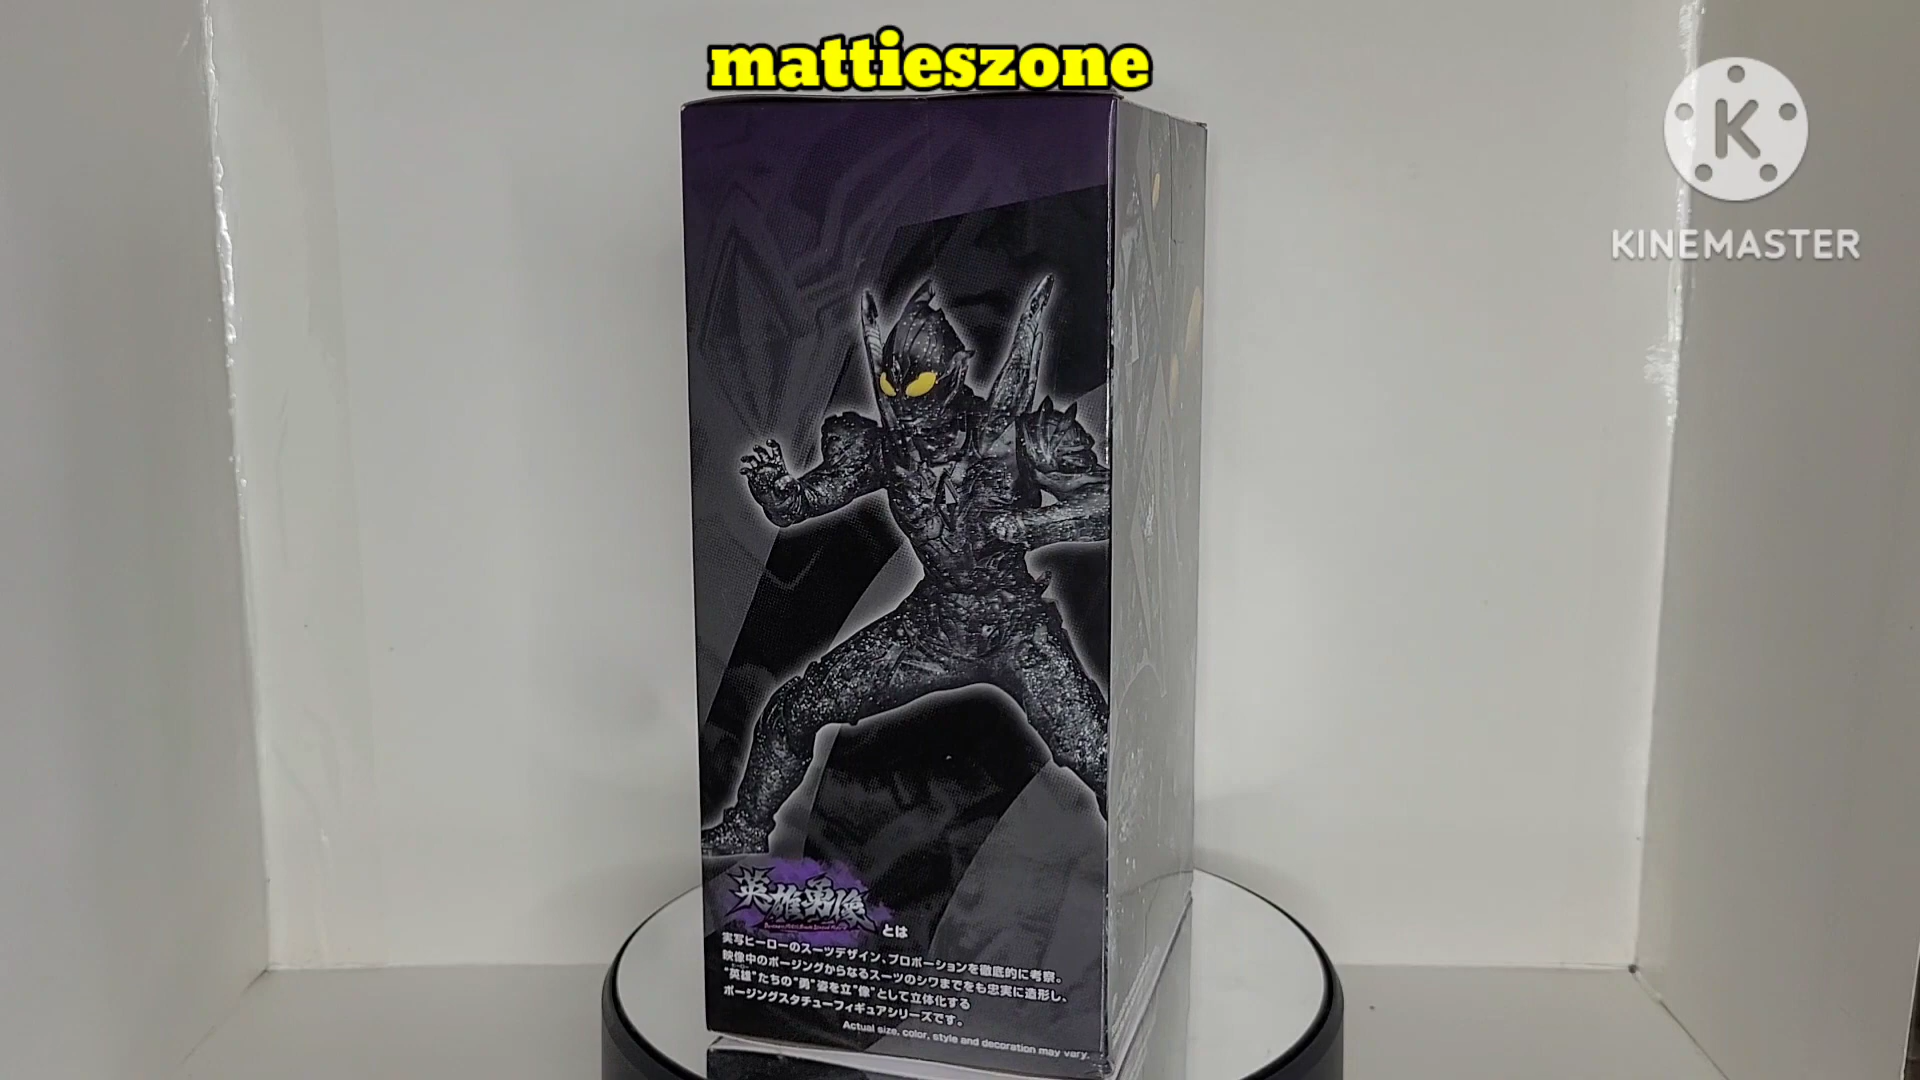 mattieszone
K
KINEMASTER
英雄勇像
とは
実写ヒーローのスーツデザイン、プロポーションを徹底的に考察。
映像中のポージングからなるスーツのシワまでをも忠実に造形し、
ヒーロー
"英雄"たちの"勇"姿を立"像"として立体化する
ポージングスタチューフィギュアシリーズです。
Actual size, color, style and decoration may vary.